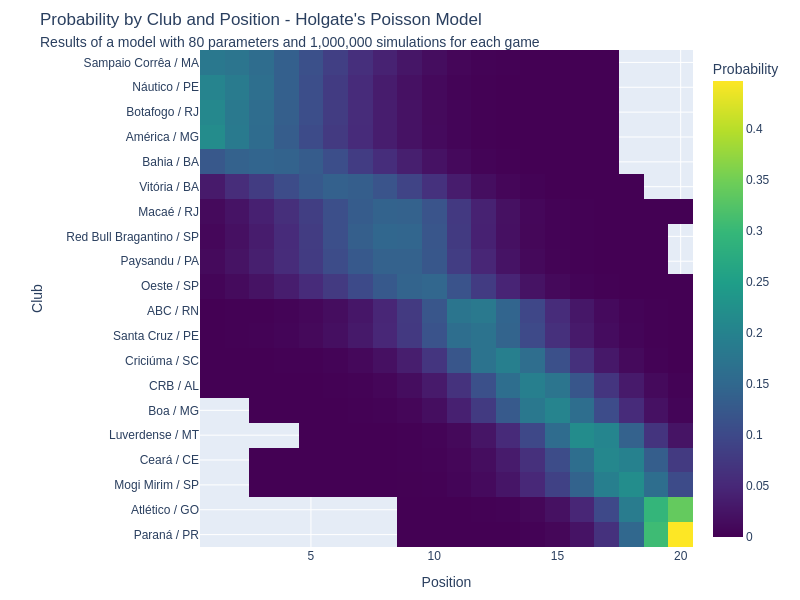 Probability by Club and Position - Holgate's Poisson Model
Results of a model with 80 parameters and 1,000,000 simulations for each game
Probability
Club
Sampaio Corrêa / MA
Náutico / PE
Botafogo / RJ
América / MG
Bahia / BA
Vitória / BA
Macaé / RJ
Red Bull Bragantino / SP
Paysandu / PA
Oeste / SP
ABC / RN
Santa Cruz / PE
Criciúma / SC
CRB / AL
Boa / MG
Luverdense / MT
Ceará / CE
Mogi Mirim / SP
Atlético / GO
Paraná / PR
0.4
0.35
0.3
0.25
0.2
0.15
0.1
0.05
0
5 10 15 20
Position